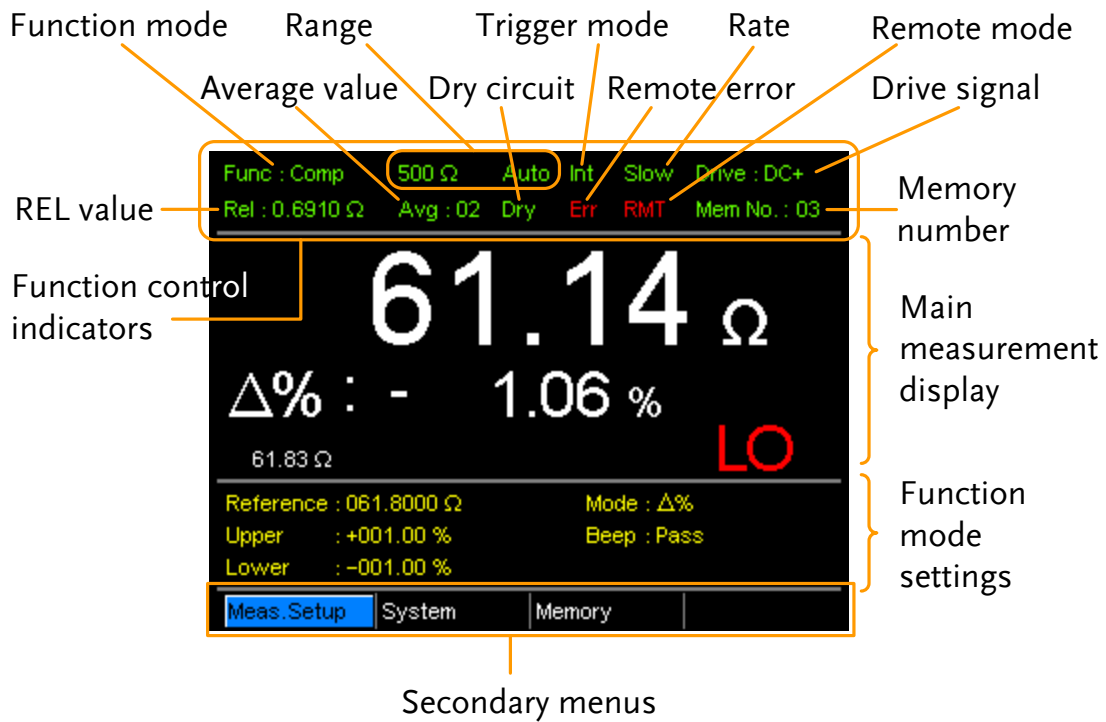 Function mode Range Trigger mode Rate Remote mode
Average value Dry circuit Remote error Drive signal
Func : Comp 500 Ω Auto Int Slow Drive : DC+
REL value Rel : 0.6910 Ω Avg : 02 Dry Err RMT Mem No. : 03 Memory
number
Function control
indicators
61.14 Ω
Main
measurement
display
Δ% : - 1.06 %
LO
61.83 Ω
Reference : 061.8000 Ω Mode : Δ%
Upper : +001.00 % Beep : Pass
Lower : −001.00 %
Function
mode
settings
Meas.Setup System Memory
Secondary menus